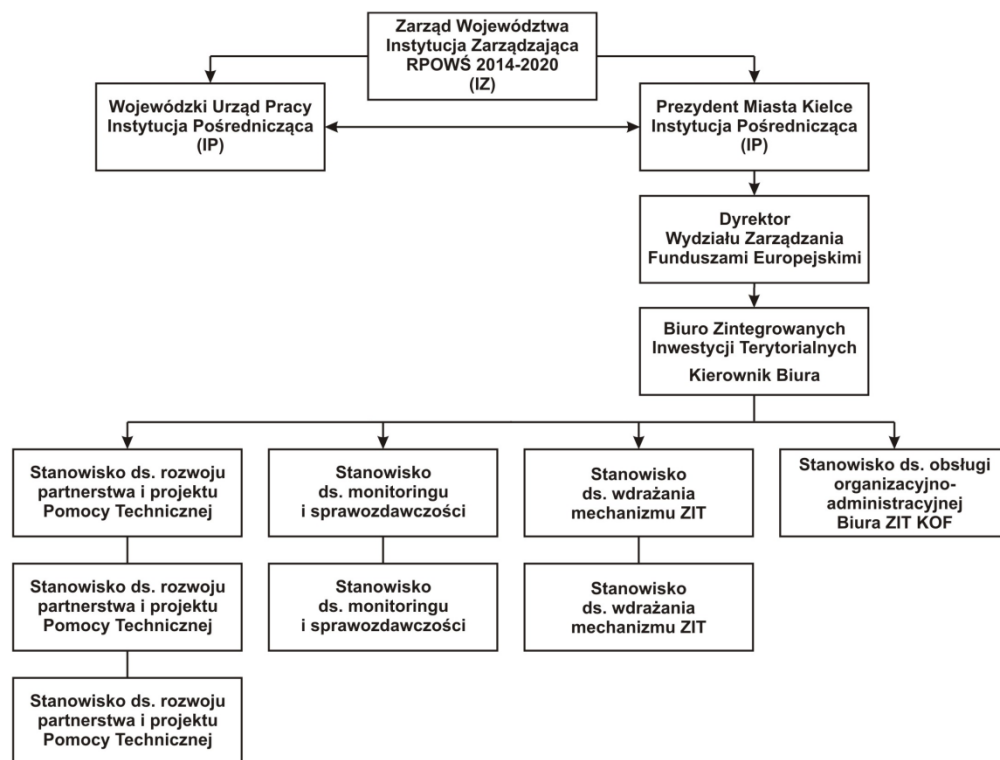 Zarząd Województwa
Instytucja Zarządzająca
RPOWŚ 2014-2020
(IZ)
Wojewódzki Urząd Pracy
Instytucja Pośrednicząca
(IP)
Prezydent Miasta Kielce
Instytucja Pośrednicząca
(IP)
Dyrektor
Wydziału Zarządzania
Funduszami Europejskimi
Biuro Zintegrowanych
Inwestycji Terytorialnych
Kierownik Biura
Stanowisko ds. rozwoju
partnerstwa i projektu
Pomocy Technicznej
Stanowisko
ds. monitoringu
i sprawozdawczości
Stanowisko
ds. wdrażania
mechanizmu ZIT
Stanowisko ds. obsługi
organizacyjno-
administracyjnej
Biura ZIT KOF
Stanowisko ds. rozwoju
partnerstwa i projektu
Pomocy Technicznej
Stanowisko
ds. monitoringu
i sprawozdawczości
Stanowisko
ds. wdrażania
mechanizmu ZIT
Stanowisko ds. rozwoju
partnerstwa i projektu
Pomocy Technicznej